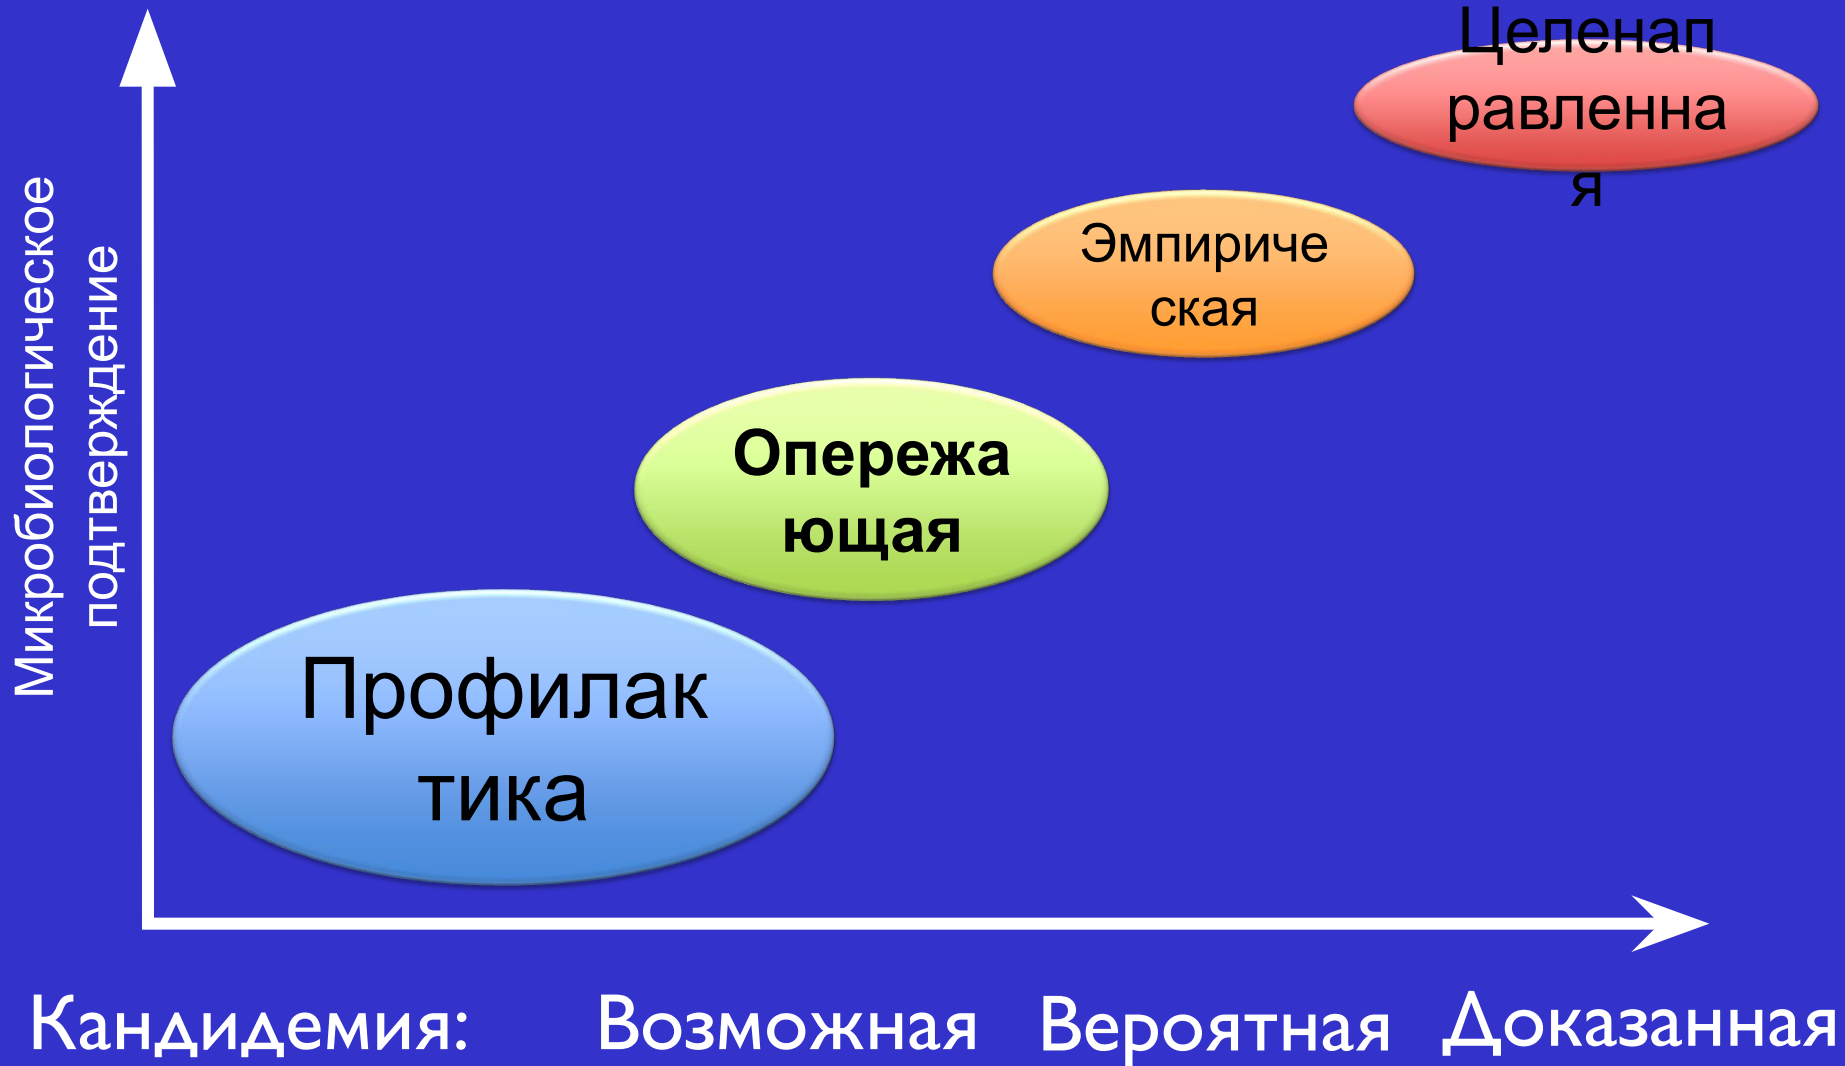 Целенап
равленна
я
Эмпириче
ская
Опережа
ющая
Профилак
тика
Микробиологическое
подтверждение
Кандидемия:
Возможная
Вероятная
Доказанная